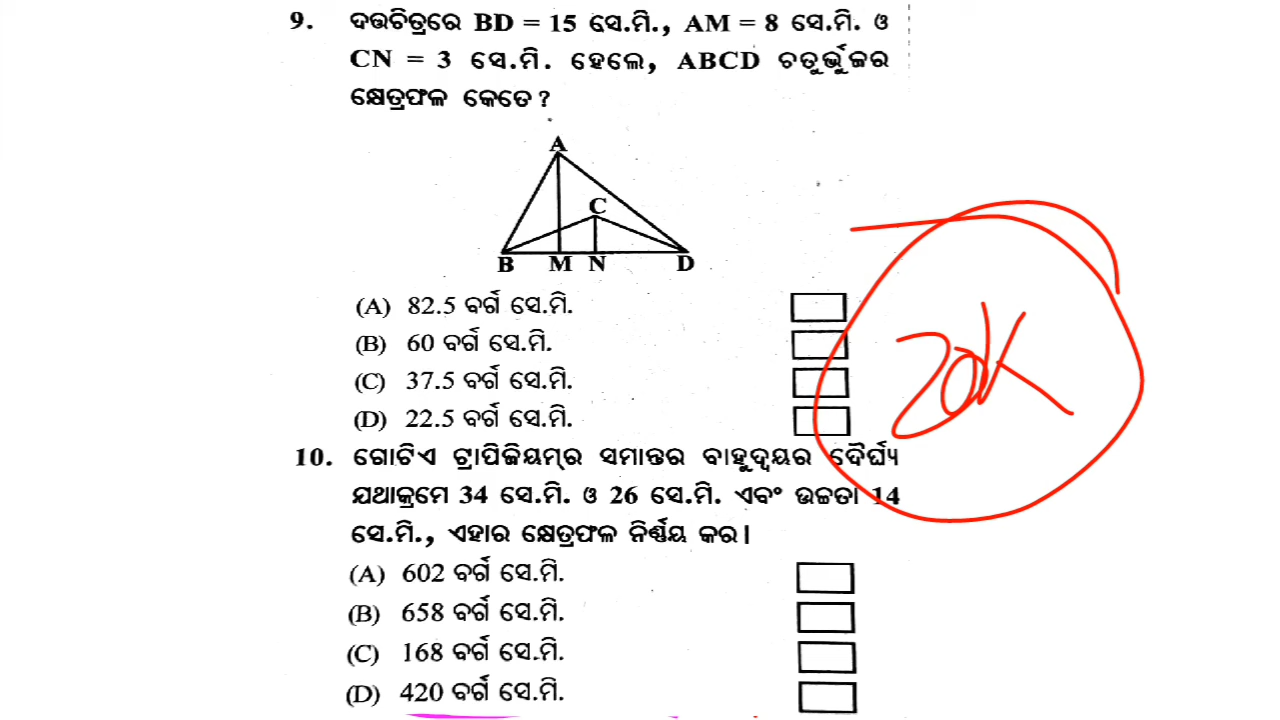 9. ଦତ୍ତଚିତ୍ରରେ BD = 15 ସେ.ମି., AM = 8 ସେ.ମି. ଓ
CN = 3 ସେ.ମି. ହେଲେ, ABCD ଚତୁର୍ଭୁଜର
କ୍ଷେତ୍ରଫଳ କେତେ?
A
C
B M N D
(A) 82.5 ବର୍ଗ ସେ.ମି.
(B) 60 ବର୍ଗ ସେ.ମି.
(C) 37.5 ବର୍ଗ ସେ.ମି.
(D) 22.5 ବର୍ଗ ସେ.ମି.
10. ଗୋଟିଏ ଟ୍ରାପିଜିୟମ୍‌ର ସମାନ୍ତର ବାହୁଦ୍ୱୟର ଦୈର୍ଘ୍ୟ
ଯଥାକ୍ରମେ 34 ସେ.ମି. ଓ 26 ସେ.ମି. ଏବଂ ଉଚ୍ଚତା 14
ସେ.ମି., ଏହାର କ୍ଷେତ୍ରଫଳ ନିର୍ଣ୍ଣୟ କର।
(A) 602 ବର୍ଗ ସେ.ମି.
(B) 658 ବର୍ଗ ସେ.ମି.
(C) 168 ବର୍ଗ ସେ.ମି.
(D) 420 ବର୍ଗ ସେ.ମି.